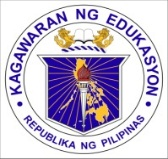 KAGAWARAN NG EDUKASYON
REPUBLIKA NG PILIPINAS